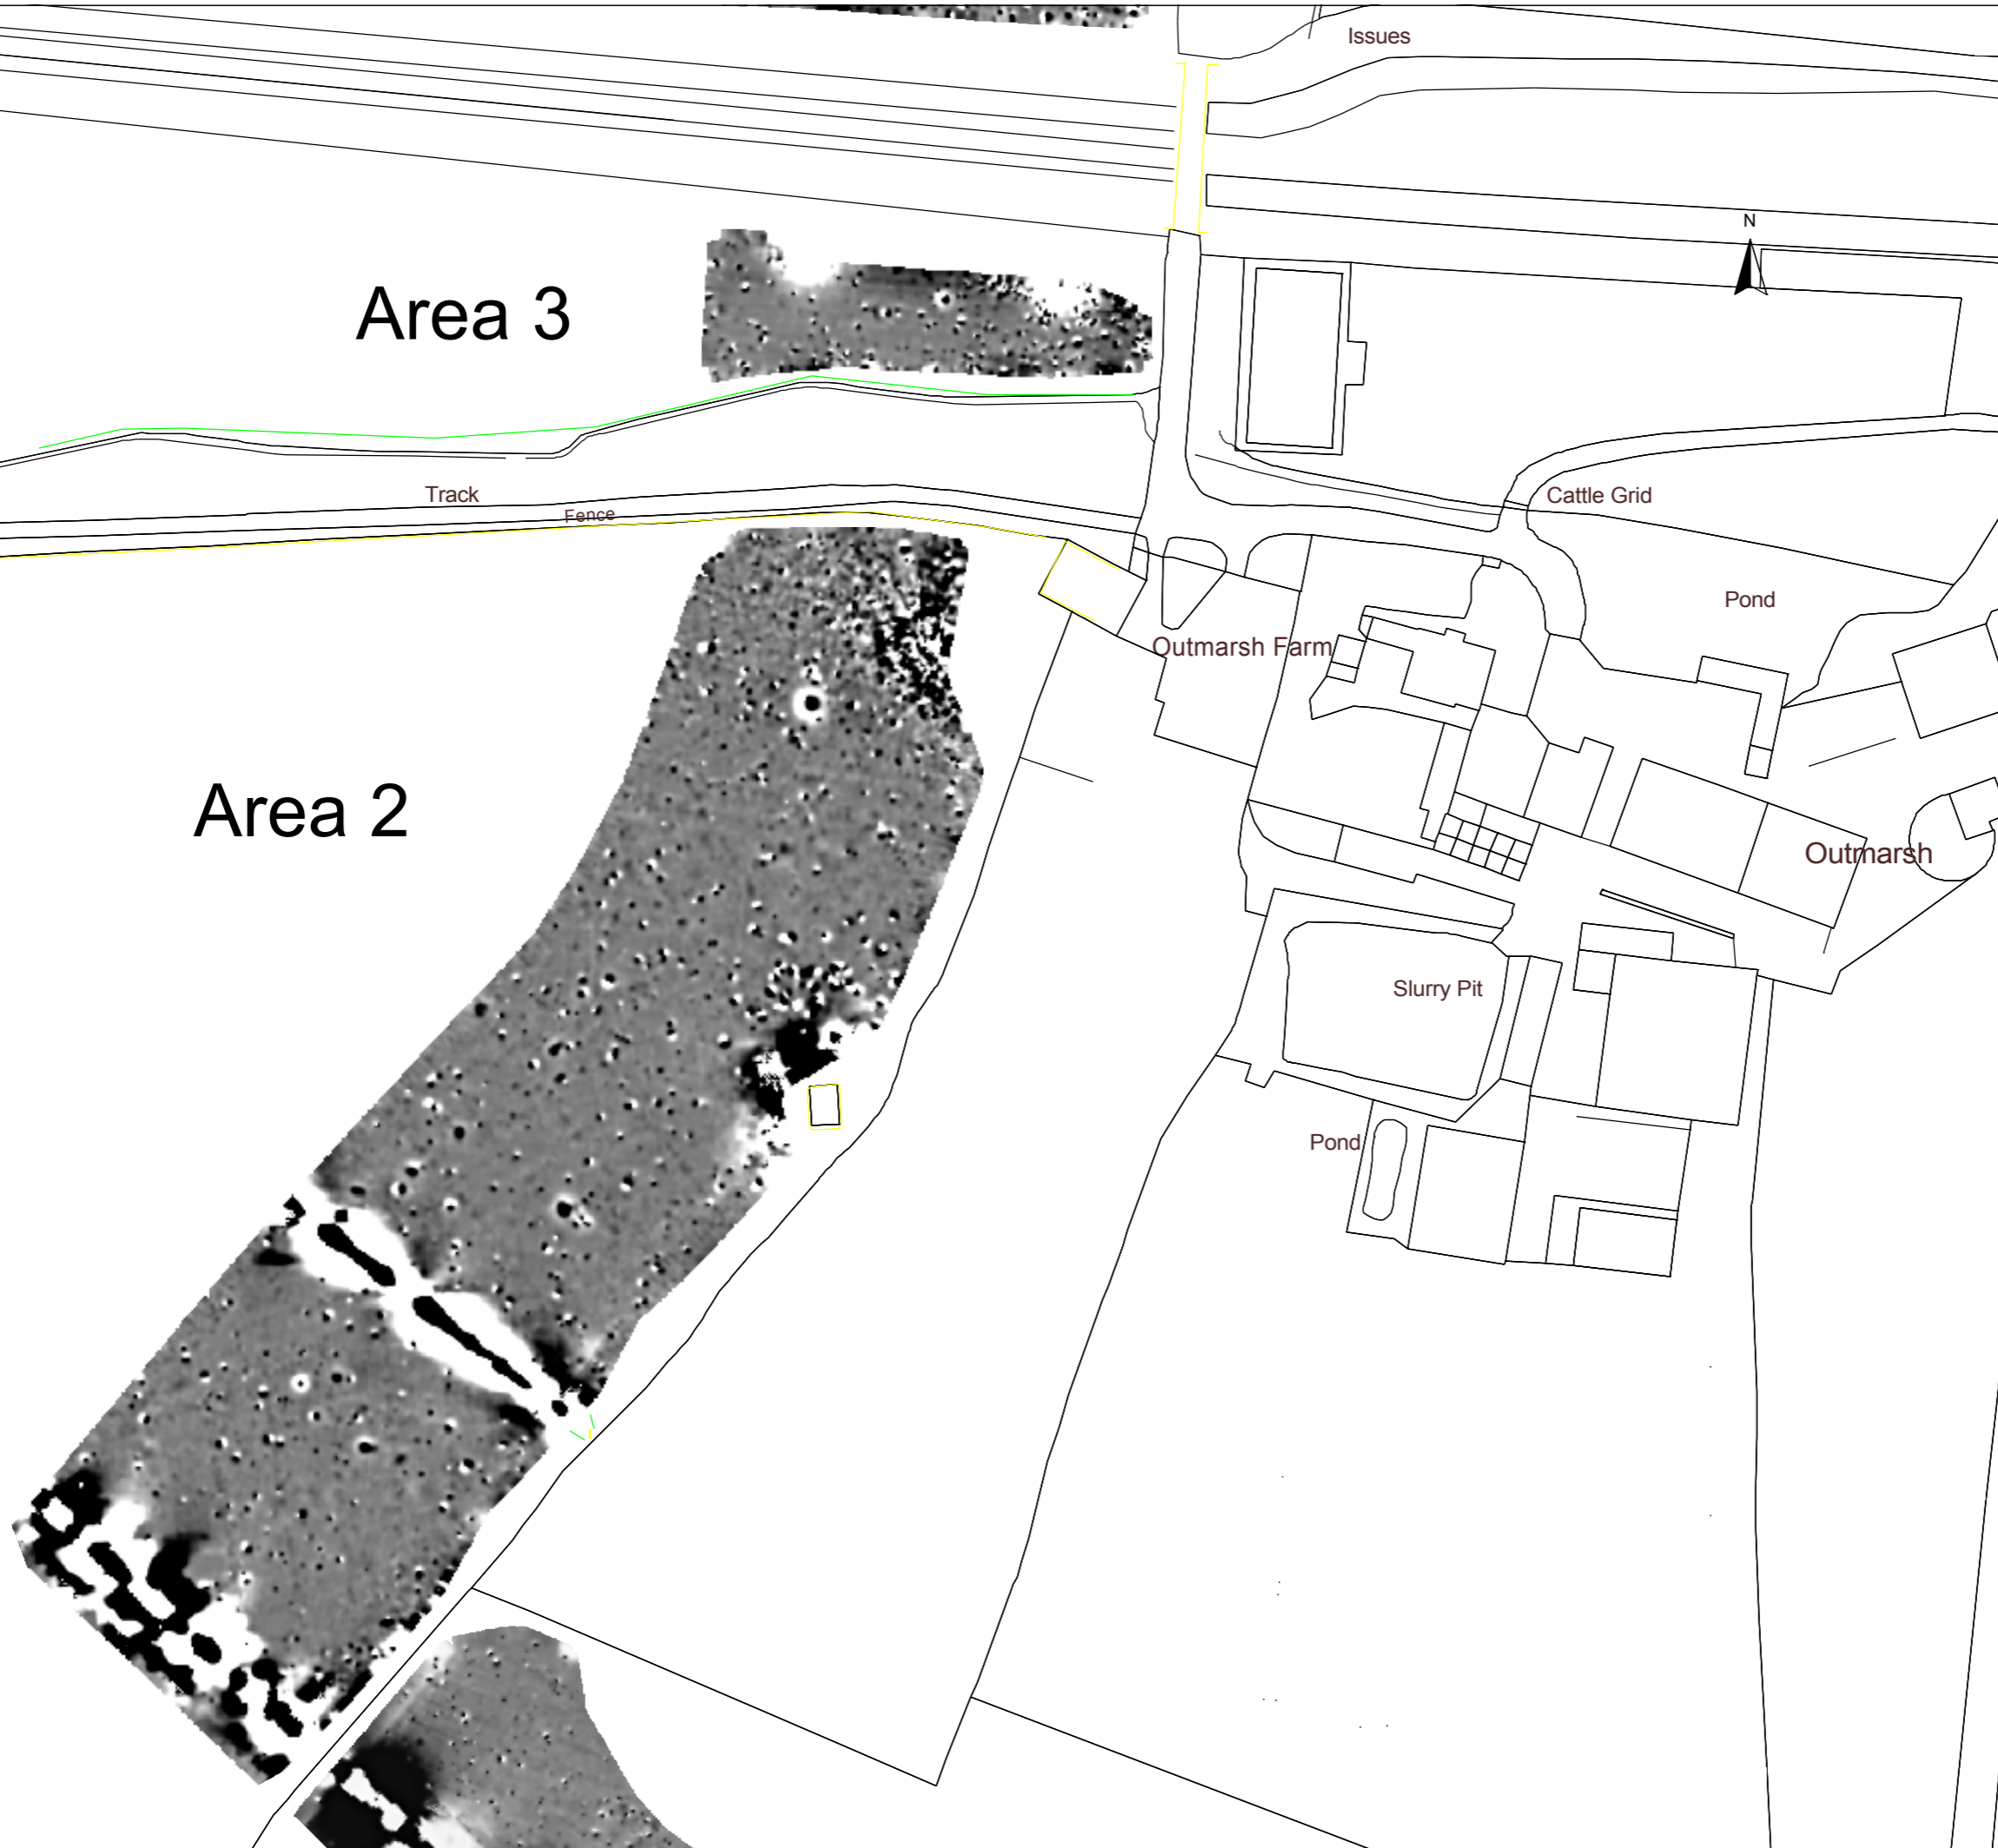 Issues
N
Area 3
Track
Fence
Cattle Grid
Pond
Outmarsh Farm
Area 2
Outmarsh
Slurry Pit
Pond